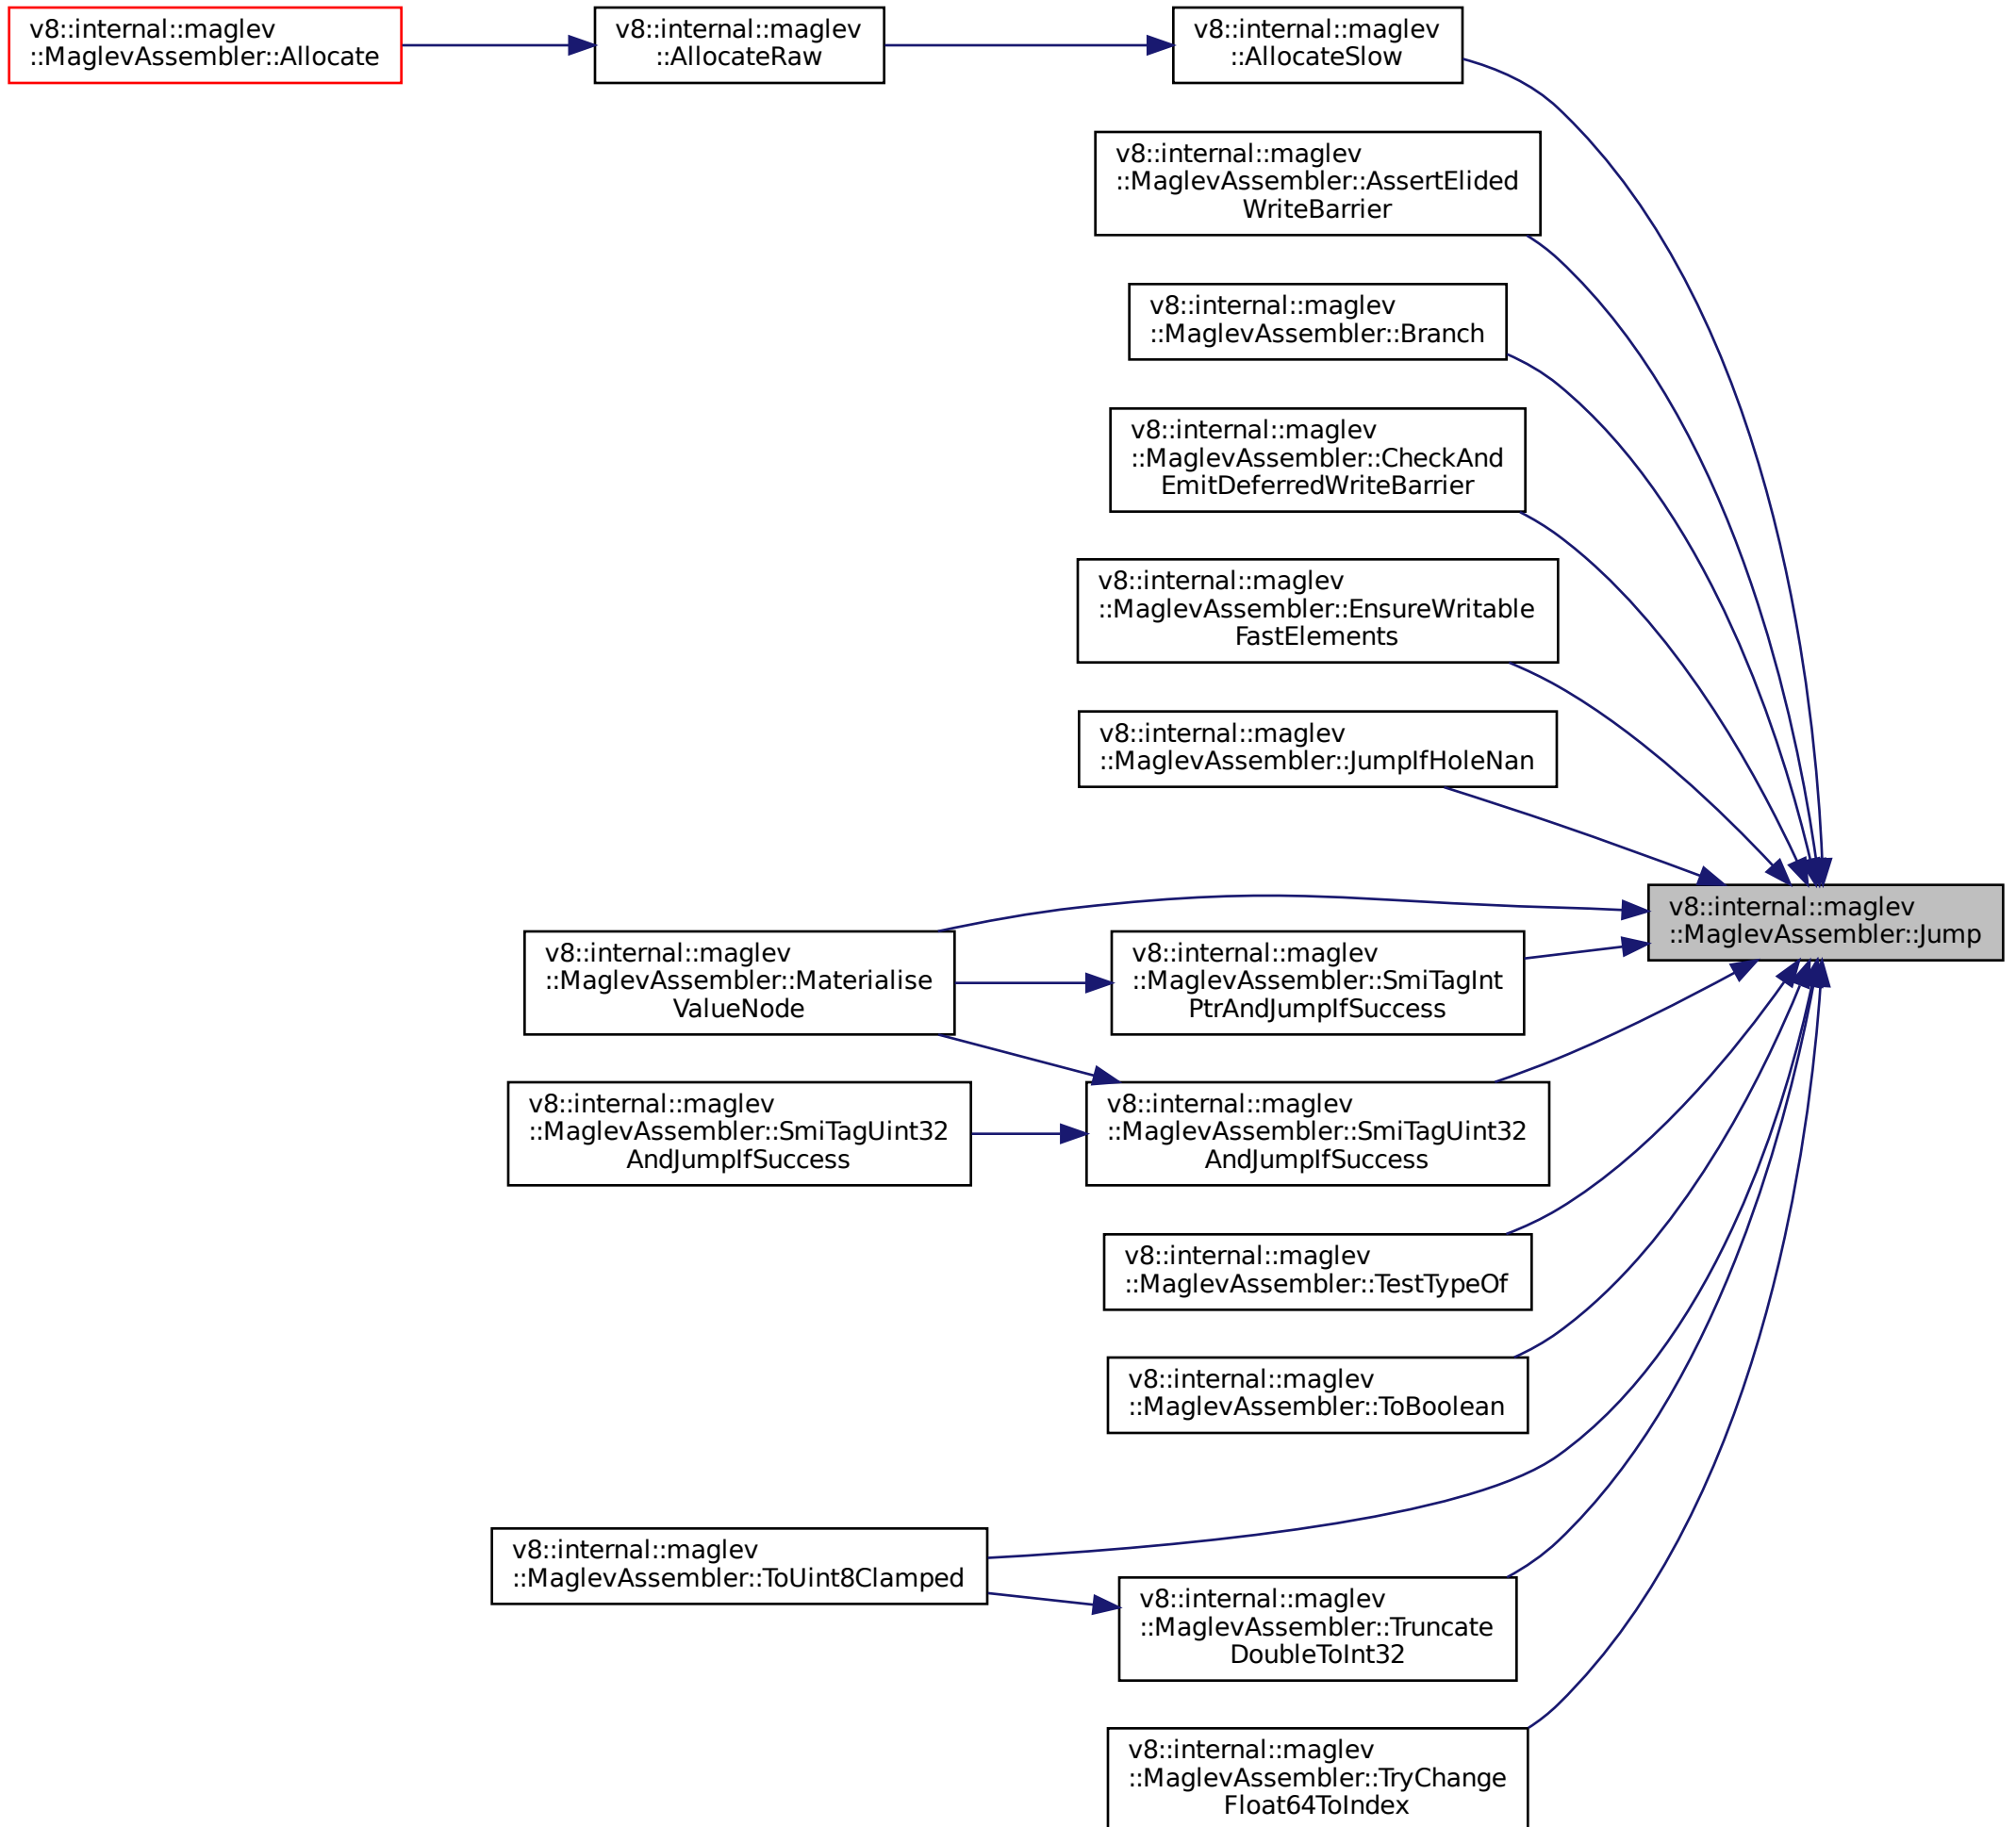 v8::internal::maglev
::MaglevAssembler::Allocate
v8::internal::maglev
::AllocateRaw
v8::internal::maglev
::AllocateSlow
v8::internal::maglev
::MaglevAssembler::AssertElided
WriteBarrier
v8::internal::maglev
::MaglevAssembler::Branch
v8::internal::maglev
::MaglevAssembler::CheckAnd
EmitDeferredWriteBarrier
v8::internal::maglev
::MaglevAssembler::EnsureWritable
FastElements
v8::internal::maglev
::MaglevAssembler::JumpIfHoleNan
v8::internal::maglev
::MaglevAssembler::Jump
v8::internal::maglev
::MaglevAssembler::Materialise
ValueNode
v8::internal::maglev
::MaglevAssembler::SmiTagInt
PtrAndJumpIfSuccess
v8::internal::maglev
::MaglevAssembler::SmiTagUint32
AndJumpIfSuccess
v8::internal::maglev
::MaglevAssembler::SmiTagUint32
AndJumpIfSuccess
v8::internal::maglev
::MaglevAssembler::TestTypeOf
v8::internal::maglev
::MaglevAssembler::ToBoolean
v8::internal::maglev
::MaglevAssembler::ToUint8Clamped
v8::internal::maglev
::MaglevAssembler::Truncate
DoubleToInt32
v8::internal::maglev
::MaglevAssembler::TryChange
Float64ToIndex